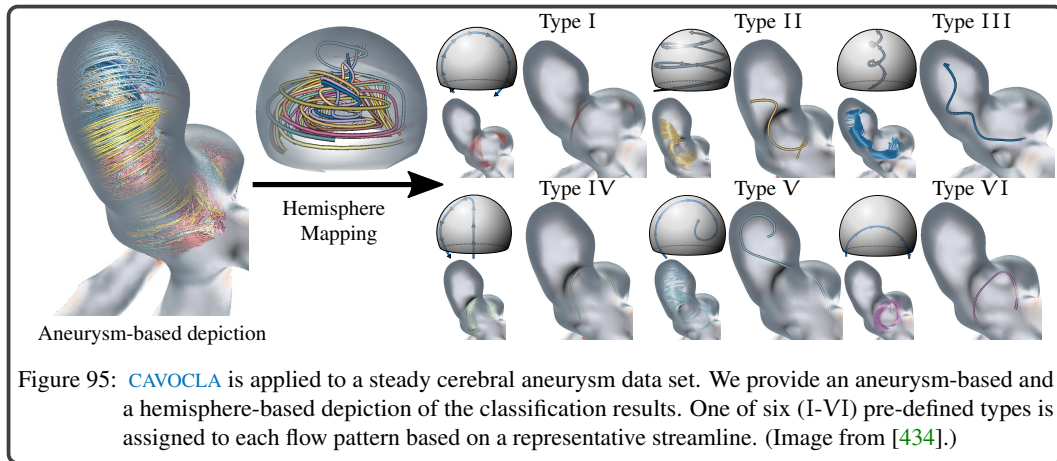 Type I
Type II
Type III
Hemisphere
Mapping
Type IV
Type V
Type VI
Aneurysm-based depiction
Figure 95: CAVOCLA is applied to a steady cerebral aneurysm data set. We provide an aneurysm-based and
a hemisphere-based depiction of the classification results. One of six (I-VI) pre-defined types is
assigned to each flow pattern based on a representative streamline. (Image from [434].)